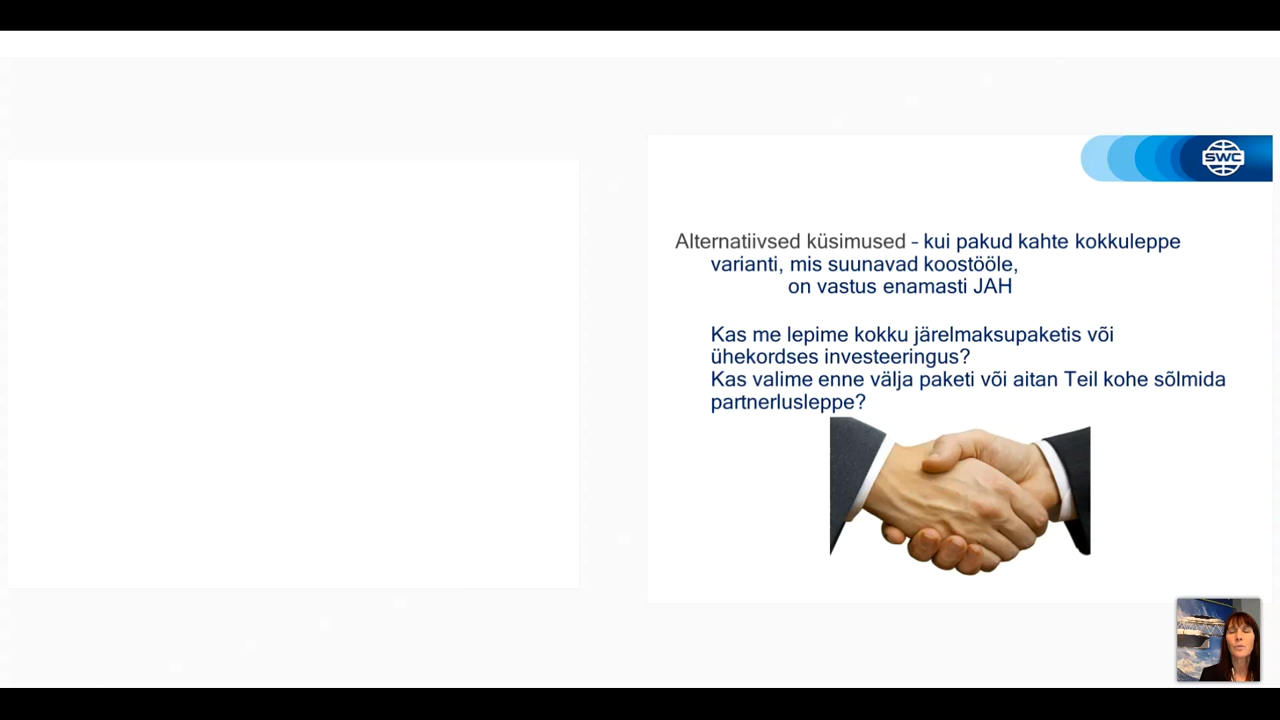 SWC
Alternatiivsed küsimused - kui pakud kahte kokkuleppe
varianti, mis suunavad koostööle,
on vastus enamasti JAH
Kas me lepime kokku järelmaksupaketis või
ühekordses investeeringus?
Kas valime enne välja paketi või aitan Teil kohe sõlmida
partnerlusleppe?